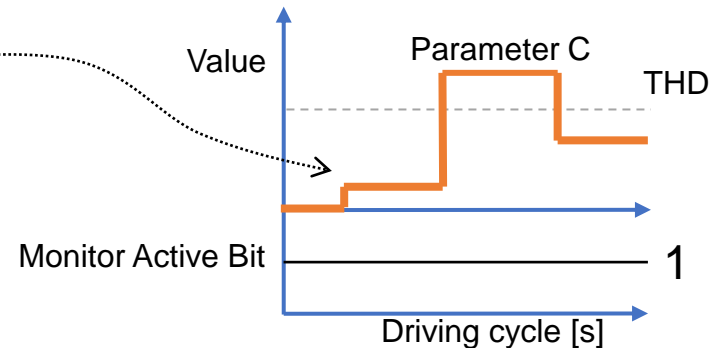 Parameter C
Value
THD
Monitor Active Bit
1
Driving cycle [s]